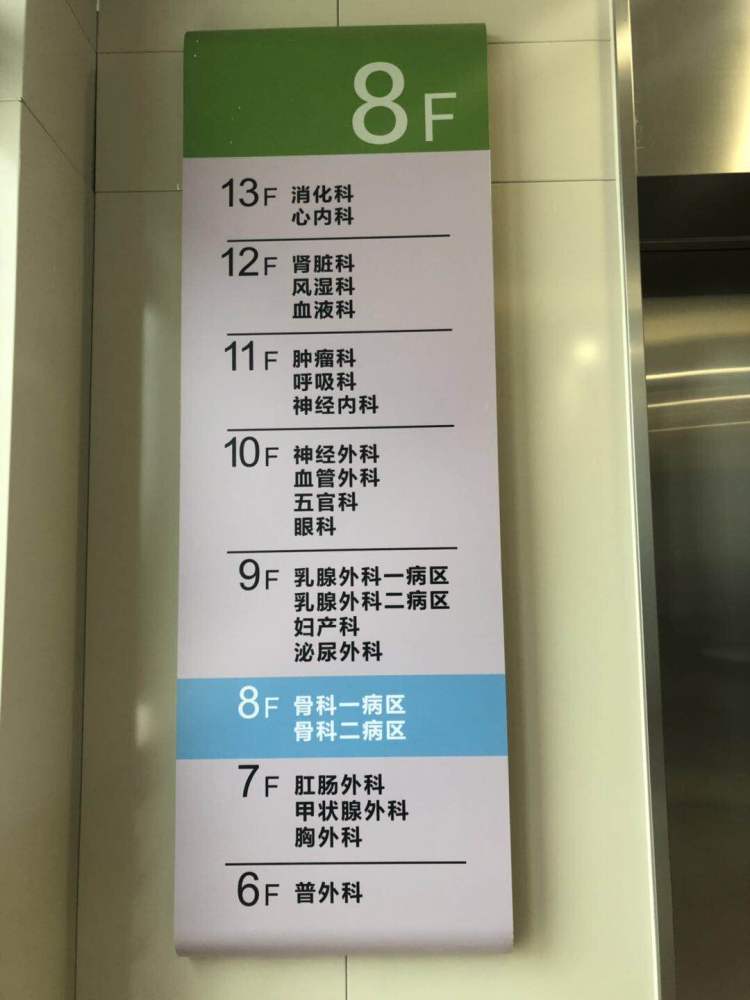 8F
13F 消化科
心内科
12F 肾脏科
风湿科
血液科
11F 肿瘤科
呼吸科
神经内科
10F 神经外科
血管外科
五官科
眼科
9F 乳腺外科一病区
乳腺外科二病区
妇产科
泌尿外科
8F 骨科一病区
骨科二病区
7F 肛肠外科
甲状腺外科
胸外科
6F 普外科